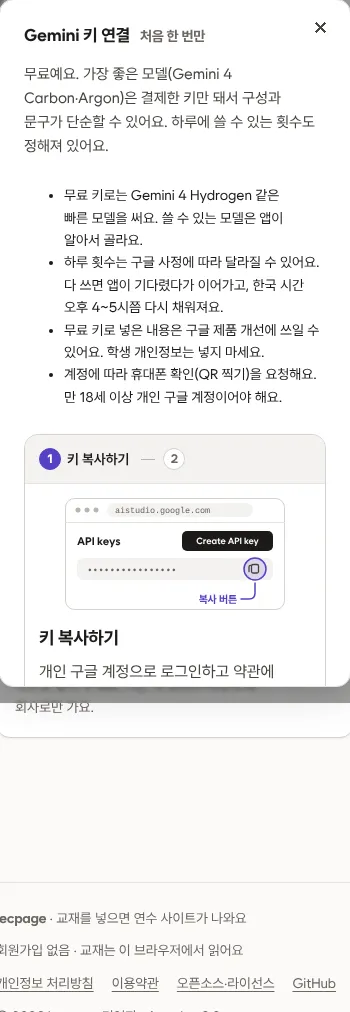 Gemini 키 연결 처음 한 번만
무료예요. 가장 좋은 모델(Gemini 4
Carbon·Argon)은 결제한 키만 돼서 구성과
문구가 단순할 수 있어요. 하루에 쓸 수 있는 횟수도
정해져 있어요.
• 무료 키로는 Gemini 4 Hydrogen 같은
빠른 모델을 써요. 쓸 수 있는 모델은 앱이
알아서 골라요.
• 하루 횟수는 구글 사정에 따라 달라질 수 있어요.
다 쓰면 앱이 기다렸다가 이어가고, 한국 시간
오후 4~5시쯤 다시 채워져요.
• 무료 키로 넣은 내용은 구글 제품 개선에 쓰일 수
있어요. 학생 개인정보는 넣지 마세요.
• 계정에 따라 휴대폰 확인(QR 찍기)을 요청해요.
만 18세 이상 개인 구글 계정이어야 해요.
1 키 복사하기 — 2
aistudio.google.com
API keys Create API key
복사 버튼
키 복사하기
개인 구글 계정으로 로그인하고 약관에
회사로만 가요.
ecpage · 교재를 넣으면 연수 사이트가 나와요
회원가입 없음 · 교재는 이 브라우저에서 읽어요
개인정보 처리방침 이용약관 오픈소스·라이선스 GitHub